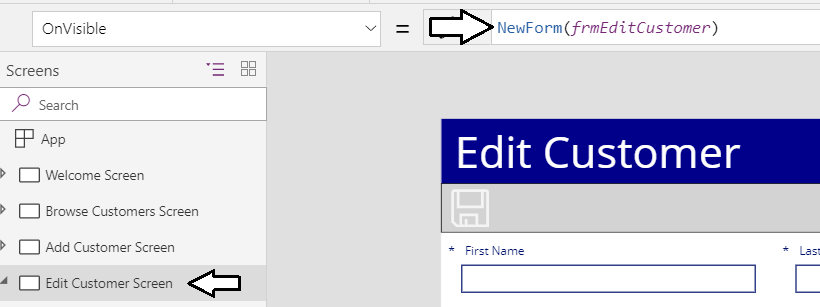 OnVisible = NewForm(frmEditCustomer)
Screens
Search
App
Welcome Screen
Browse Customers Screen
Add Customer Screen
Edit Customer Screen
Edit Customer
* First Name * Last